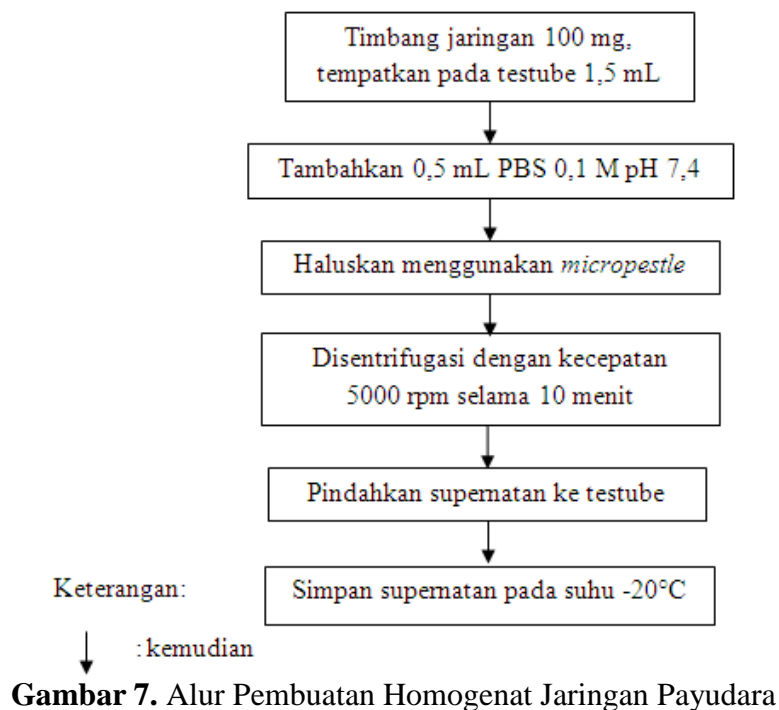 Timbang jaringan 100 mg,
tempatkan pada testube 1,5 mL
Tambahkan 0,5 mL PBS 0,1 M pH 7,4
Haluskan menggunakan micropestle
Disentrifugasi dengan kecepatan
5000 rpm selama 10 menit
Pindahkan supernatan ke testube
Simpan supernatan pada suhu -20°C
Keterangan:
: kemudian
Gambar 7. Alur Pembuatan Homogenat Jaringan Payudara